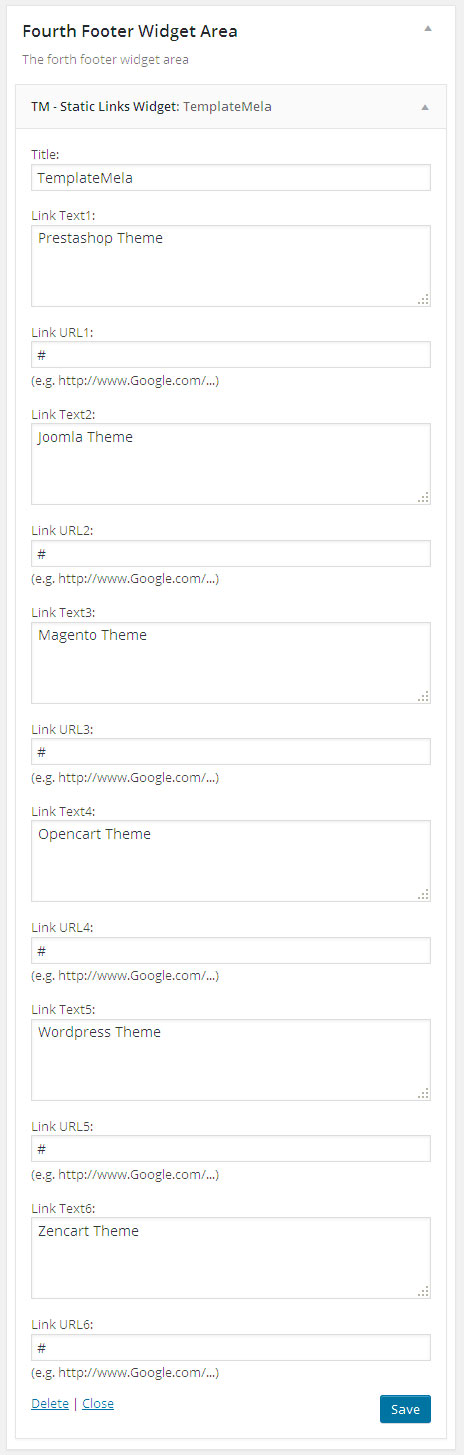 Fourth Footer Widget Area
The forth footer widget area
TM - Static Links Widget: TemplateMela
Title:
TemplateMela
Link Text1:
Prestashop Theme
Link URL1:
#
(e.g. http://www.Google.com/...)
Link Text2:
Joomla Theme
Link URL2:
#
(e.g. http://www.Google.com/...)
Link Text3:
Magento Theme
Link URL3:
#
(e.g. http://www.Google.com/...)
Link Text4:
Opencart Theme
Link URL4:
#
(e.g. http://www.Google.com/...)
Link Text5:
Wordpress Theme
Link URL5:
#
(e.g. http://www.Google.com/...)
Link Text6:
Zencart Theme
Link URL6:
#
(e.g. http://www.Google.com/...)
Delete | Close Save